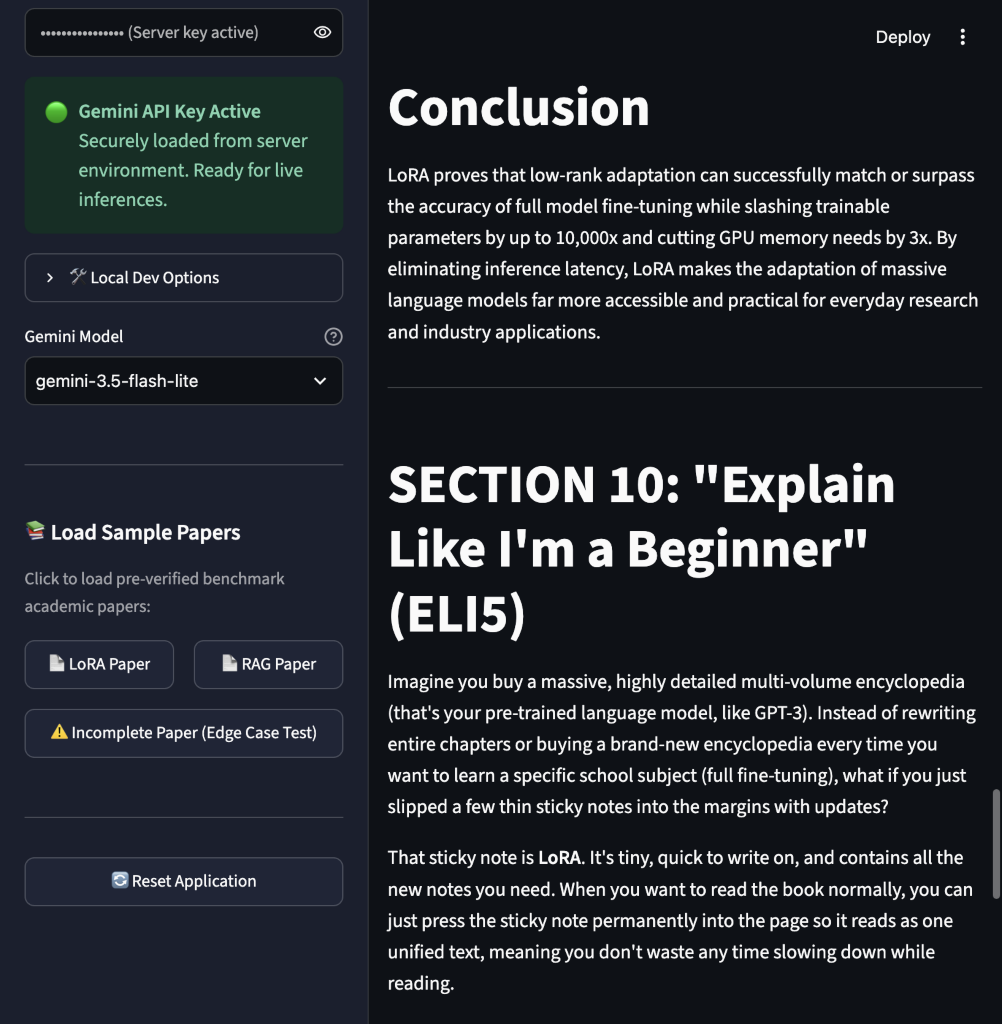 •••••••••••••••• (Server key active)
Gemini API Key Active
Securely loaded from server
environment. Ready for live
inferences.
Local Dev Options
Gemini Model
gemini-3.5-flash-lite
Load Sample Papers
Click to load pre-verified benchmark
academic papers:
LoRA Paper
RAG Paper
Incomplete Paper (Edge Case Test)
Reset Application
Deploy
Conclusion
LoRA proves that low-rank adaptation can successfully match or surpass
the accuracy of full model fine-tuning while slashing trainable
parameters by up to 10,000x and cutting GPU memory needs by 3x. By
eliminating inference latency, LoRA makes the adaptation of massive
language models far more accessible and practical for everyday research
and industry applications.
SECTION 10: "Explain
Like I'm a Beginner"
(ELI5)
Imagine you buy a massive, highly detailed multi-volume encyclopedia
(that's your pre-trained language model, like GPT-3). Instead of rewriting
entire chapters or buying a brand-new encyclopedia every time you
want to learn a specific school subject (full fine-tuning), what if you just
slipped a few thin sticky notes into the margins with updates?
That sticky note is LoRA. It's tiny, quick to write on, and contains all the
new notes you need. When you want to read the book normally, you can
just press the sticky note permanently into the page so it reads as one
unified text, meaning you don't waste any time slowing down while
reading.